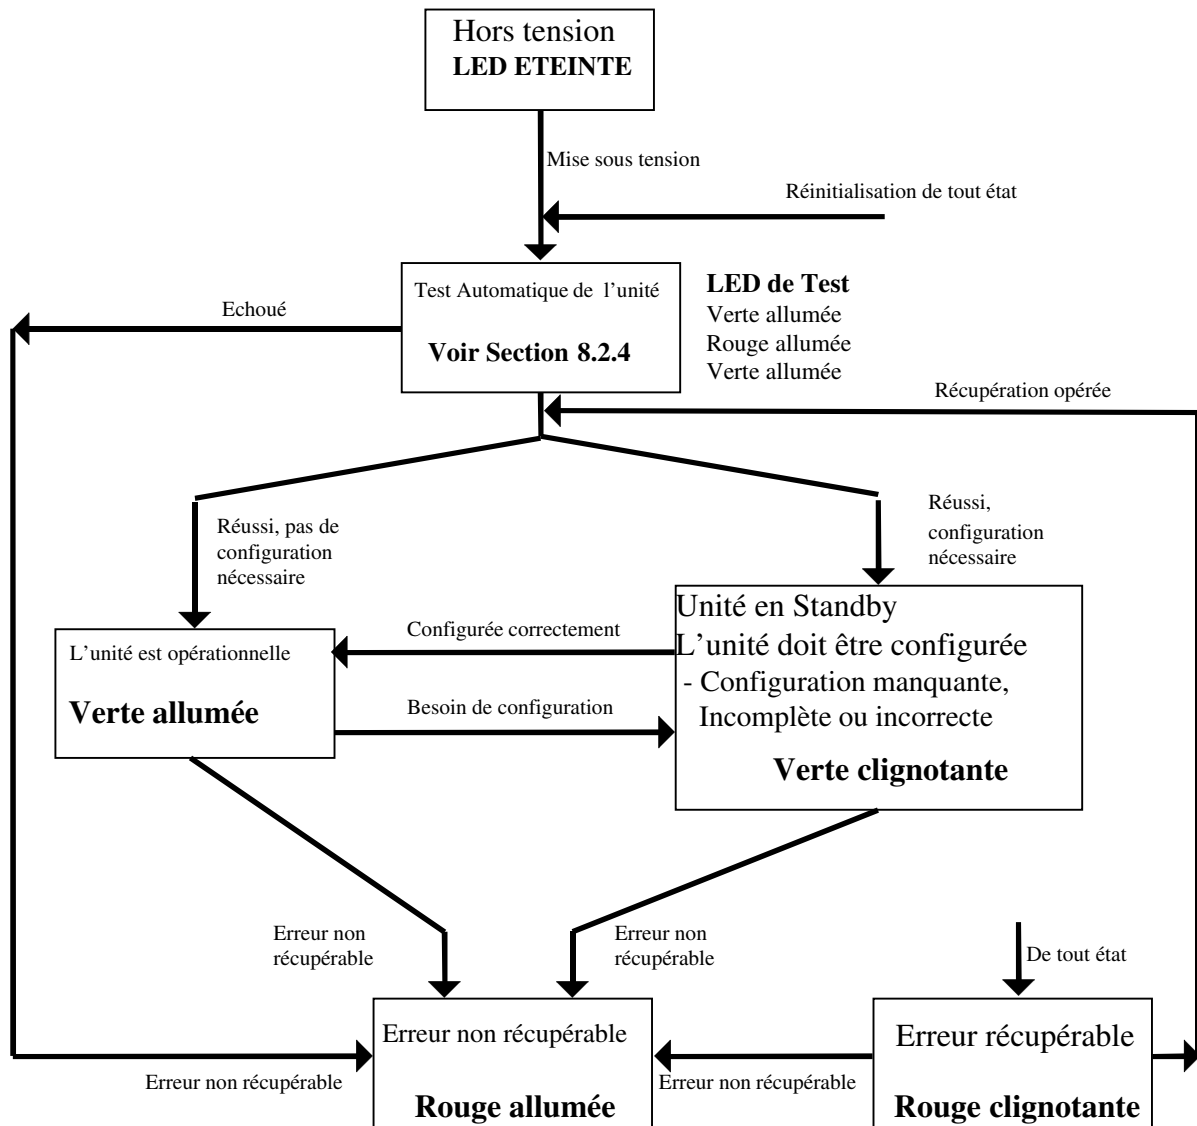 Hors tension
LED ETEINTE
Mise sous tension
Réinitialisation de tout état
Test Automatique de l’unité
Voir Section 8.2.4
LED de Test
Verte allumée
Rouge allumée
Verte allumée
Echoué
Récupération opérée
Réussi, pas de
configuration
nécessaire
Réussi,
configuration
nécessaire
L’unité est opérationnelle
Verte allumée
Configurée correctement
Besoin de configuration
Unité en Standby
L’unité doit être configurée
- Configuration manquante,
Incomplète ou incorrecte
Verte clignotante
Erreur non
récupérable
Erreur non
récupérable
De tout état
Erreur non récupérable
Rouge allumée
Erreur récupérable
Rouge clignotante
Erreur non récupérable
Erreur non récupérable